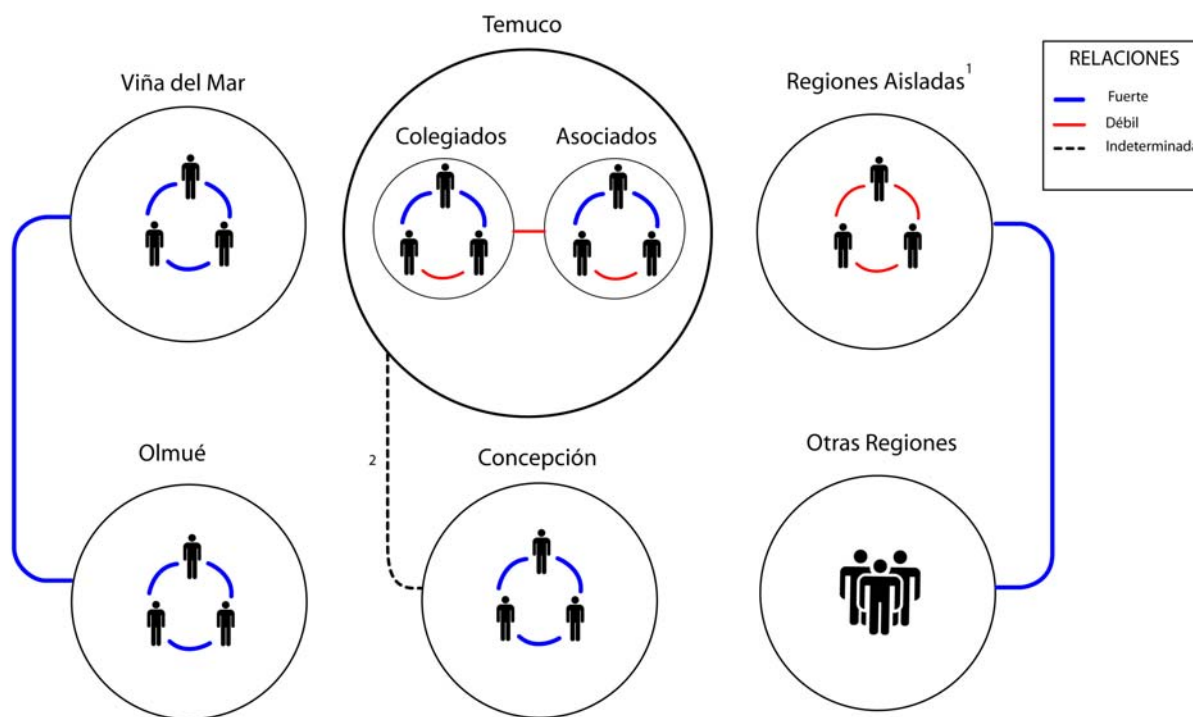 Temuco
Viña del Mar
Regiones Aisladas¹
RELACIONES
Fuerte
Débil
Indeterminada
Colegiados
Asociados
Olmué
2
Concepción
Otras Regiones